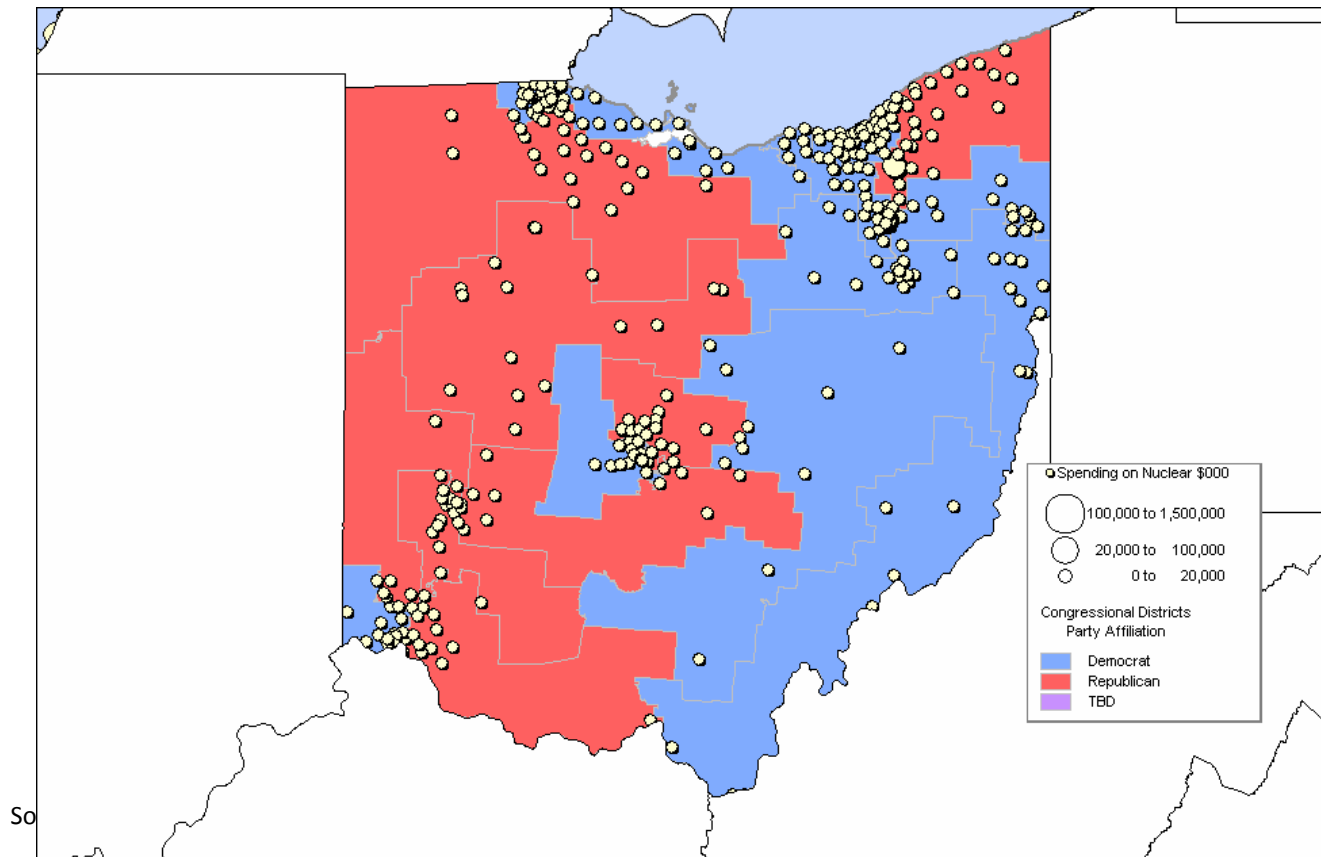 Spending on Nuclear $000
100,000 to 1,500,000
20,000 to 100,000
0 to 20,000
Congressional Districts
Party Affiliation
Democrat
Republican
TBD
So